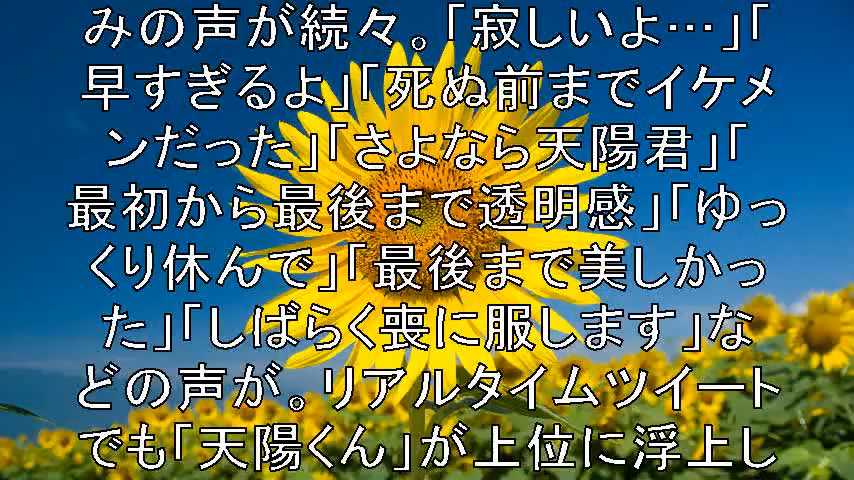 みの声が続々。「寂しいよ…」「
早すぎるよ」「死ぬ前までイケメ
ンだった」「さよなら天陽君」「
最初から最後まで透明感」「ゆっ
くり休んで」「最後まで美しかっ
た」「しばらく喪に服します」な
どの声が。リアルタイムツイート
でも「天陽くん」が上位に浮上し